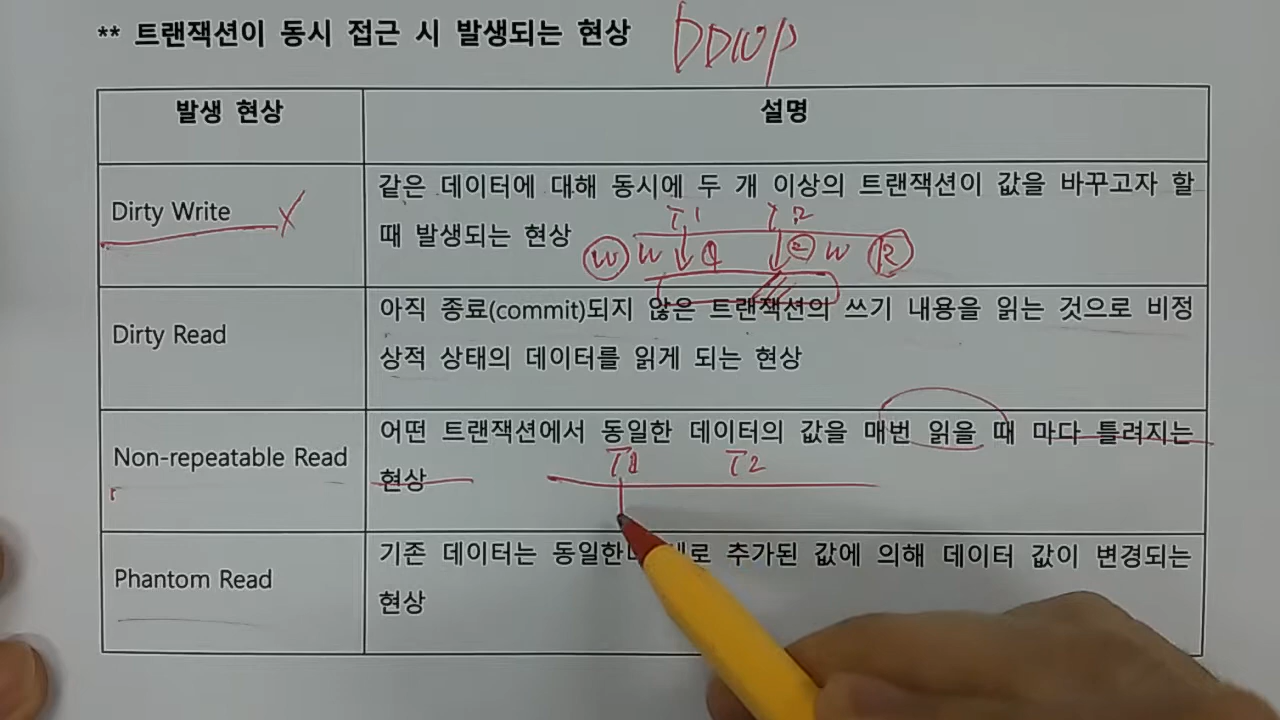 ** 트랜잭션이 동시 접근 시 발생되는 현상
발생 현상
설명
Dirty Write
같은 데이터에 대해 동시에 두 개 이상의 트랜잭션이 값을 바꾸고자 할
때 발생되는 현상
T1 T2
W W R
Dirty Read
아직 종료(commit)되지 않은 트랜잭션의 쓰기 내용을 읽는 것으로 비정
상적 상태의 데이터를 읽게 되는 현상
Non-repeatable Read
어떤 트랜잭션에서 동일한 데이터의 값을 매번 읽을 때 마다 틀려지는
현상
T1 T2
Phantom Read
기존 데이터는 동일한 추가된 값에 의해 데이터 값이 변경되는
현상